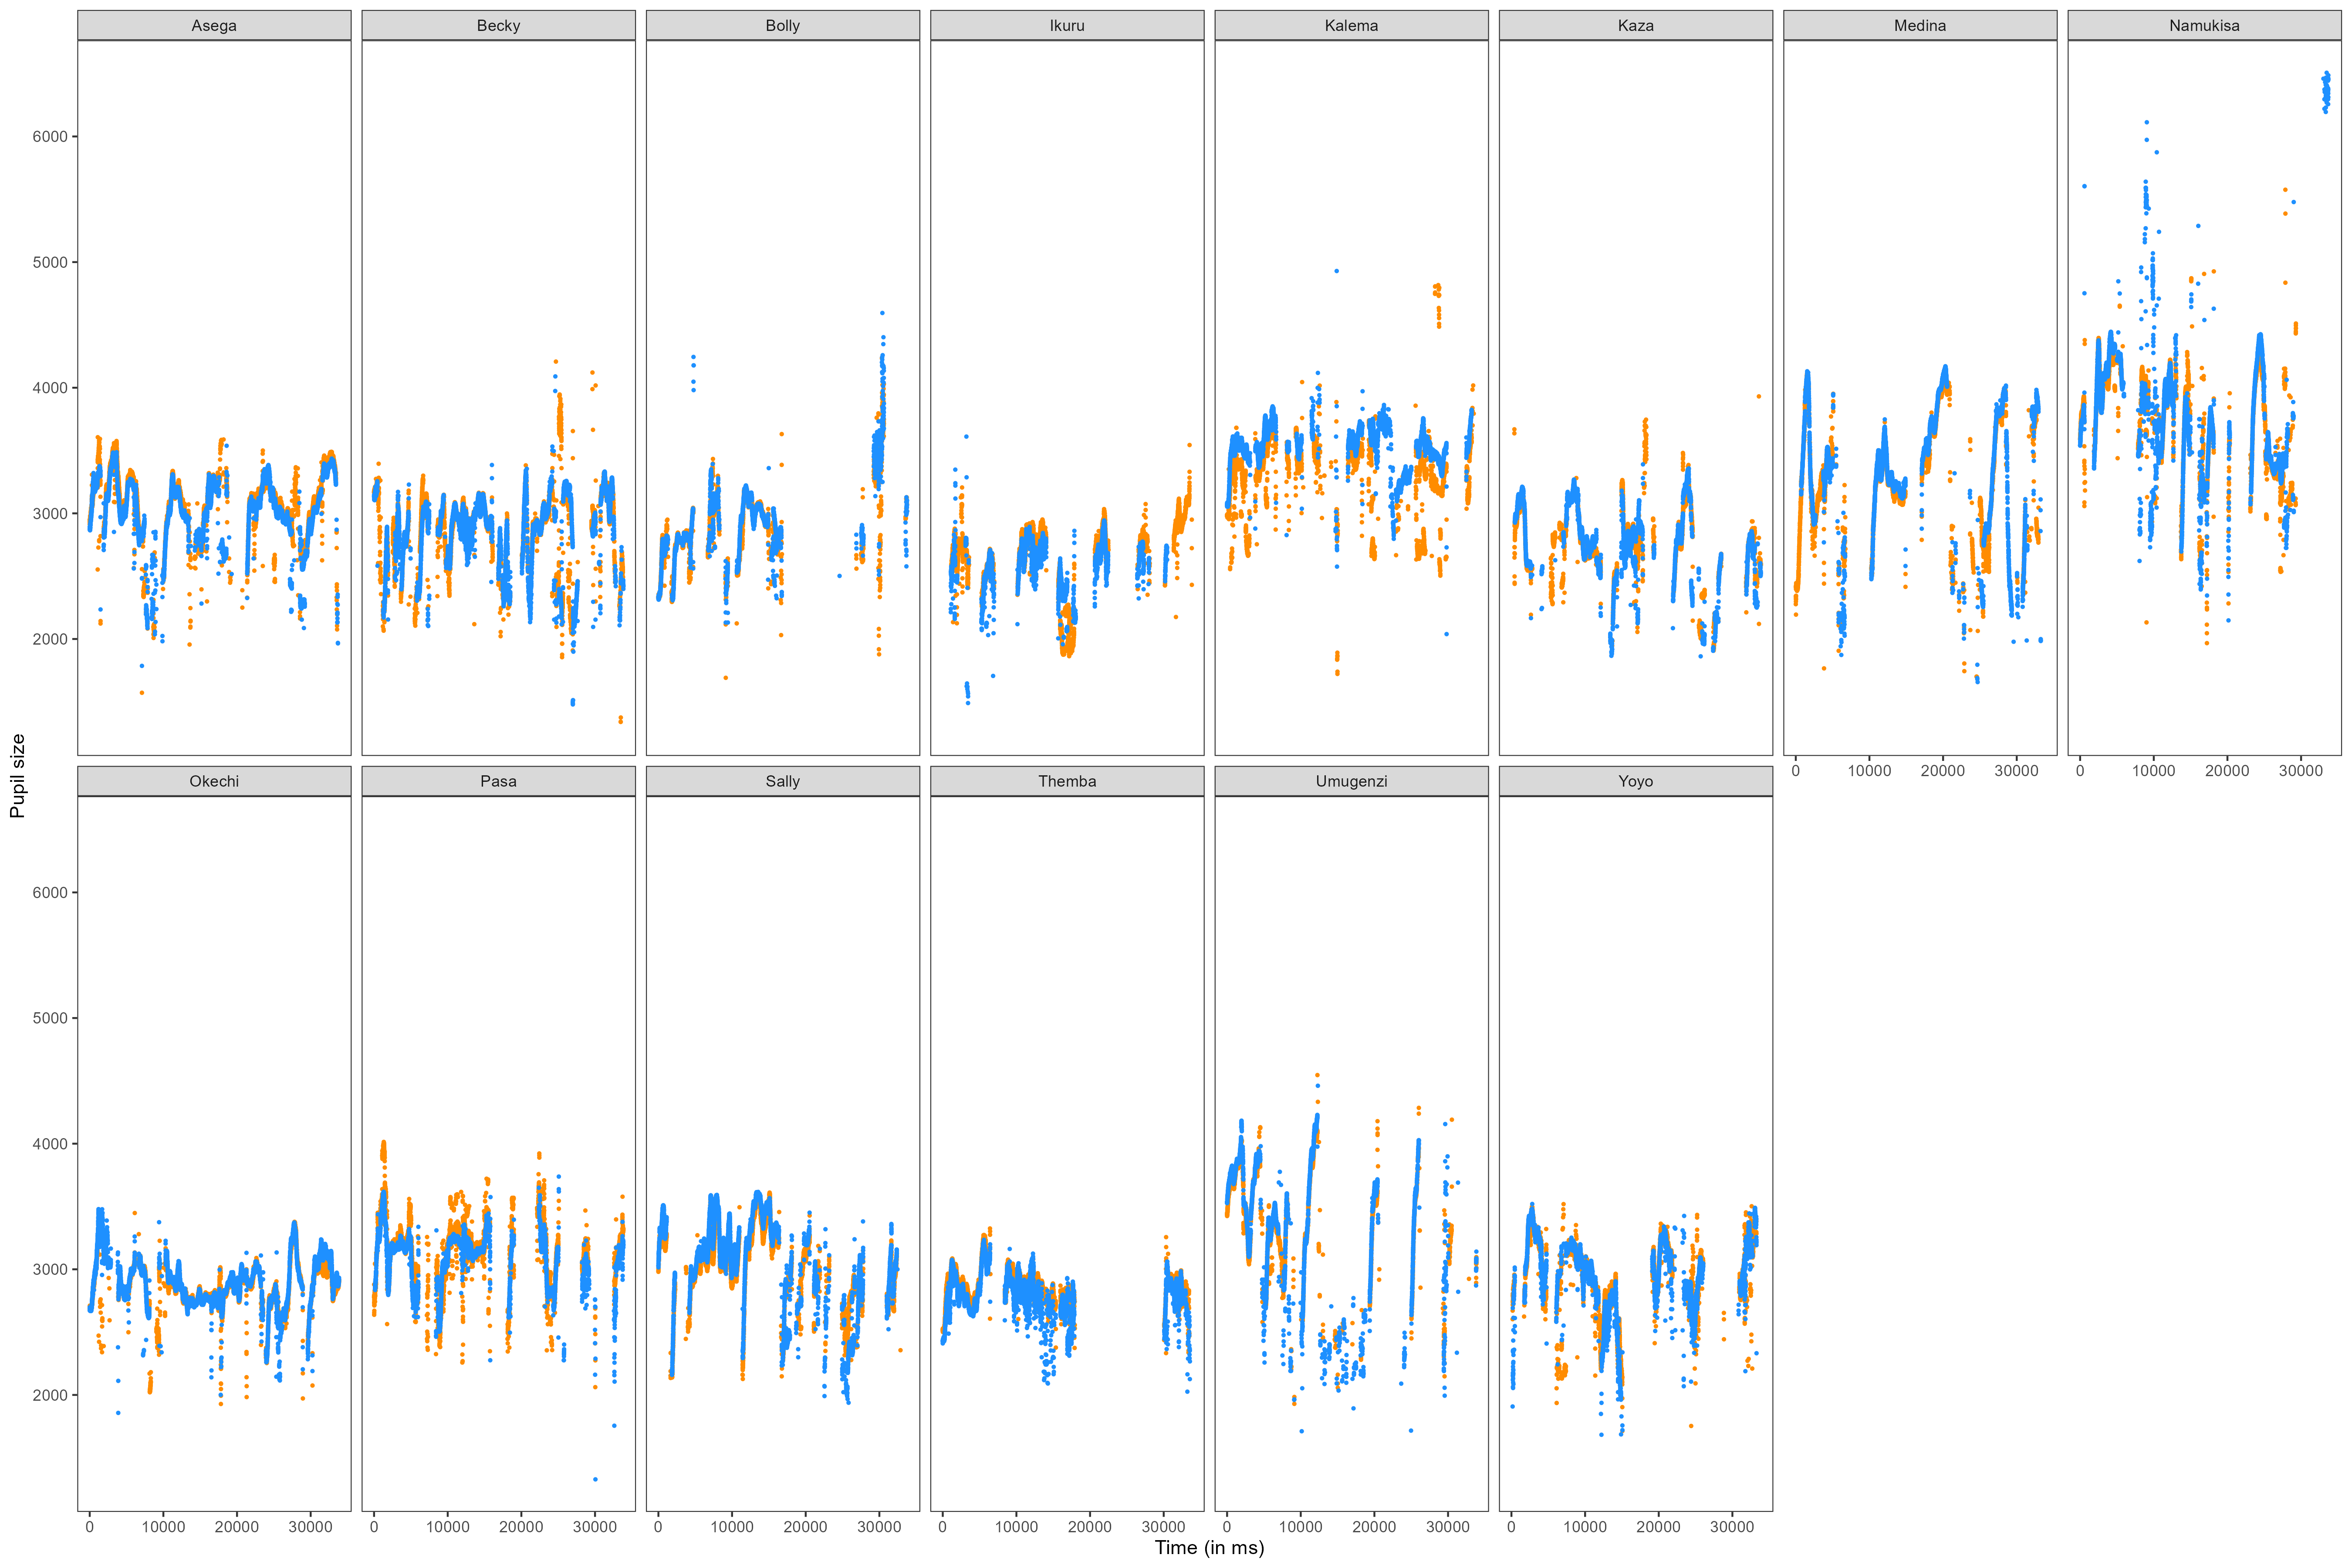 Asega Becky Bolly Ikuru Kalema Kaza Medina Namukisa
6000
5000
4000
3000
2000
0 10000 20000 30000 0 10000 20000 30000
Pupil size
Okechi Pasa Sally Themba Umugenzi Yoyo
6000
5000
4000
3000
2000
0 10000 20000 30000 0 10000 20000 30000 0 10000 20000 30000 0 10000 20000 30000 0 10000 20000 30000 0 10000 20000 30000
Time (in ms)